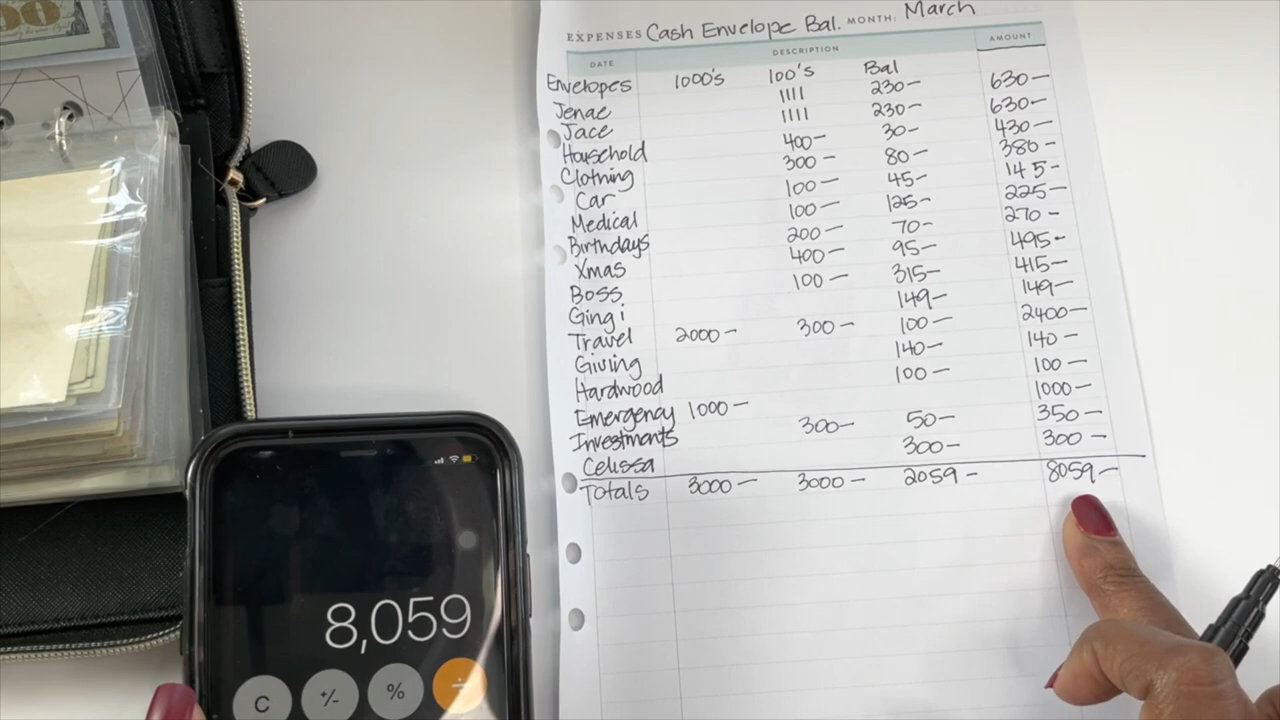 EXPENSES Cash Envelope Bal. MONTH: March
DATE DESCRIPTION AMOUNT
Envelopes 1000's 100's Bal
Jenae IIII 230- 630-
Jace IIII 230- 630-
Household 400- 30- 430-
Clothing 300- 80- 380-
Car 100- 45- 145-
Medical 100- 125- 225-
Birthdays 200- 70- 270-
Xmas 400- 95- 495-
Boss 100- 315- 415-
Gingi 149- 149-
Travel 2000- 300- 100- 2400-
Giving 140- 140-
Hardwood 100- 100-
Emergency 1000- 1000-
Investments 300- 50- 350-
Celissa 300- 300-
Totals 3000- 3000- 2059- 8059-
8,059
C +/- % ÷